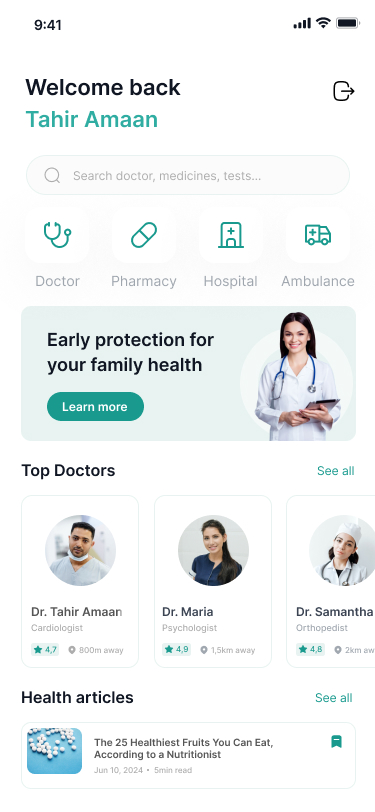 9:41
Welcome back
Tahir Amaan
Search doctor, medicines, tests...
Doctor Pharmacy Hospital Ambulance
Early protection for
your family health
Learn more
Top Doctors See all
Dr. Tahir Amaan Dr. Maria Dr. Samantha
Cardiologist Psychologist Orthopedist
4,7 800m away 4,9 1,5km away 4,8 2km aw
Health articles See all
The 25 Healthiest Fruits You Can Eat,
According to a Nutritionist
Jun 10, 2024 • 5min read